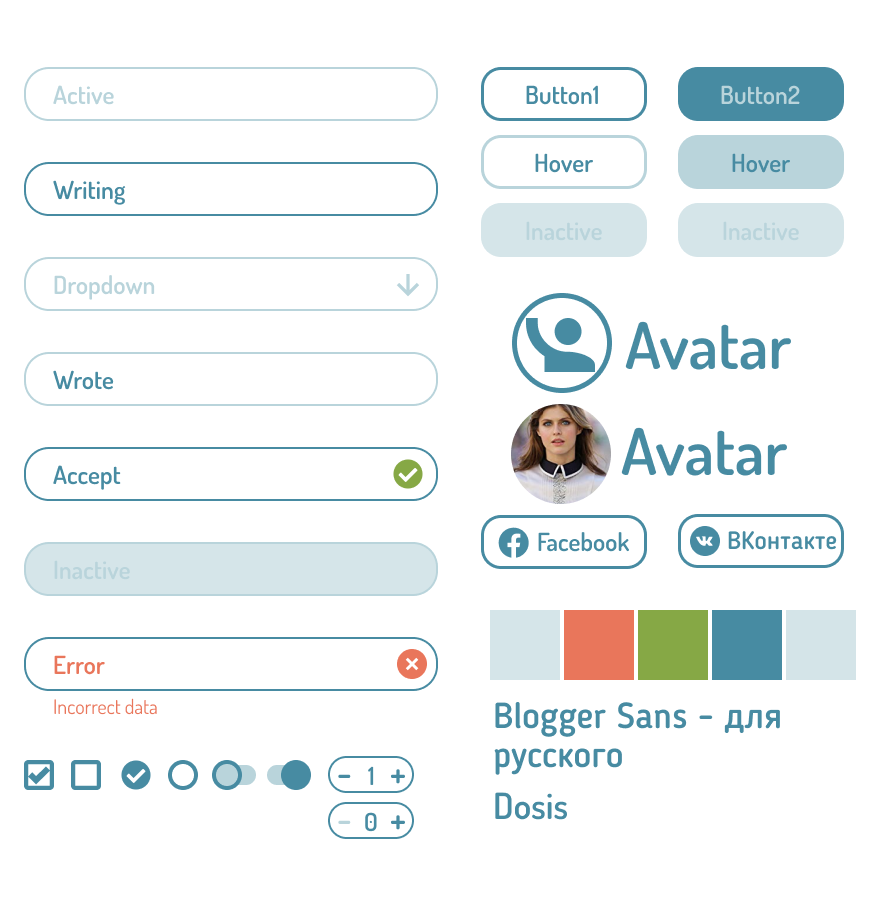 Active
Writing
Dropdown
Wrote
Accept
Inactive
Error
Incorrect data
- 1 +
- 0 +
Button1
Button2
Hover
Hover
Inactive
Inactive
Avatar
Avatar
Facebook
ВКонтакте
Blogger Sans - для
русского
Dosis